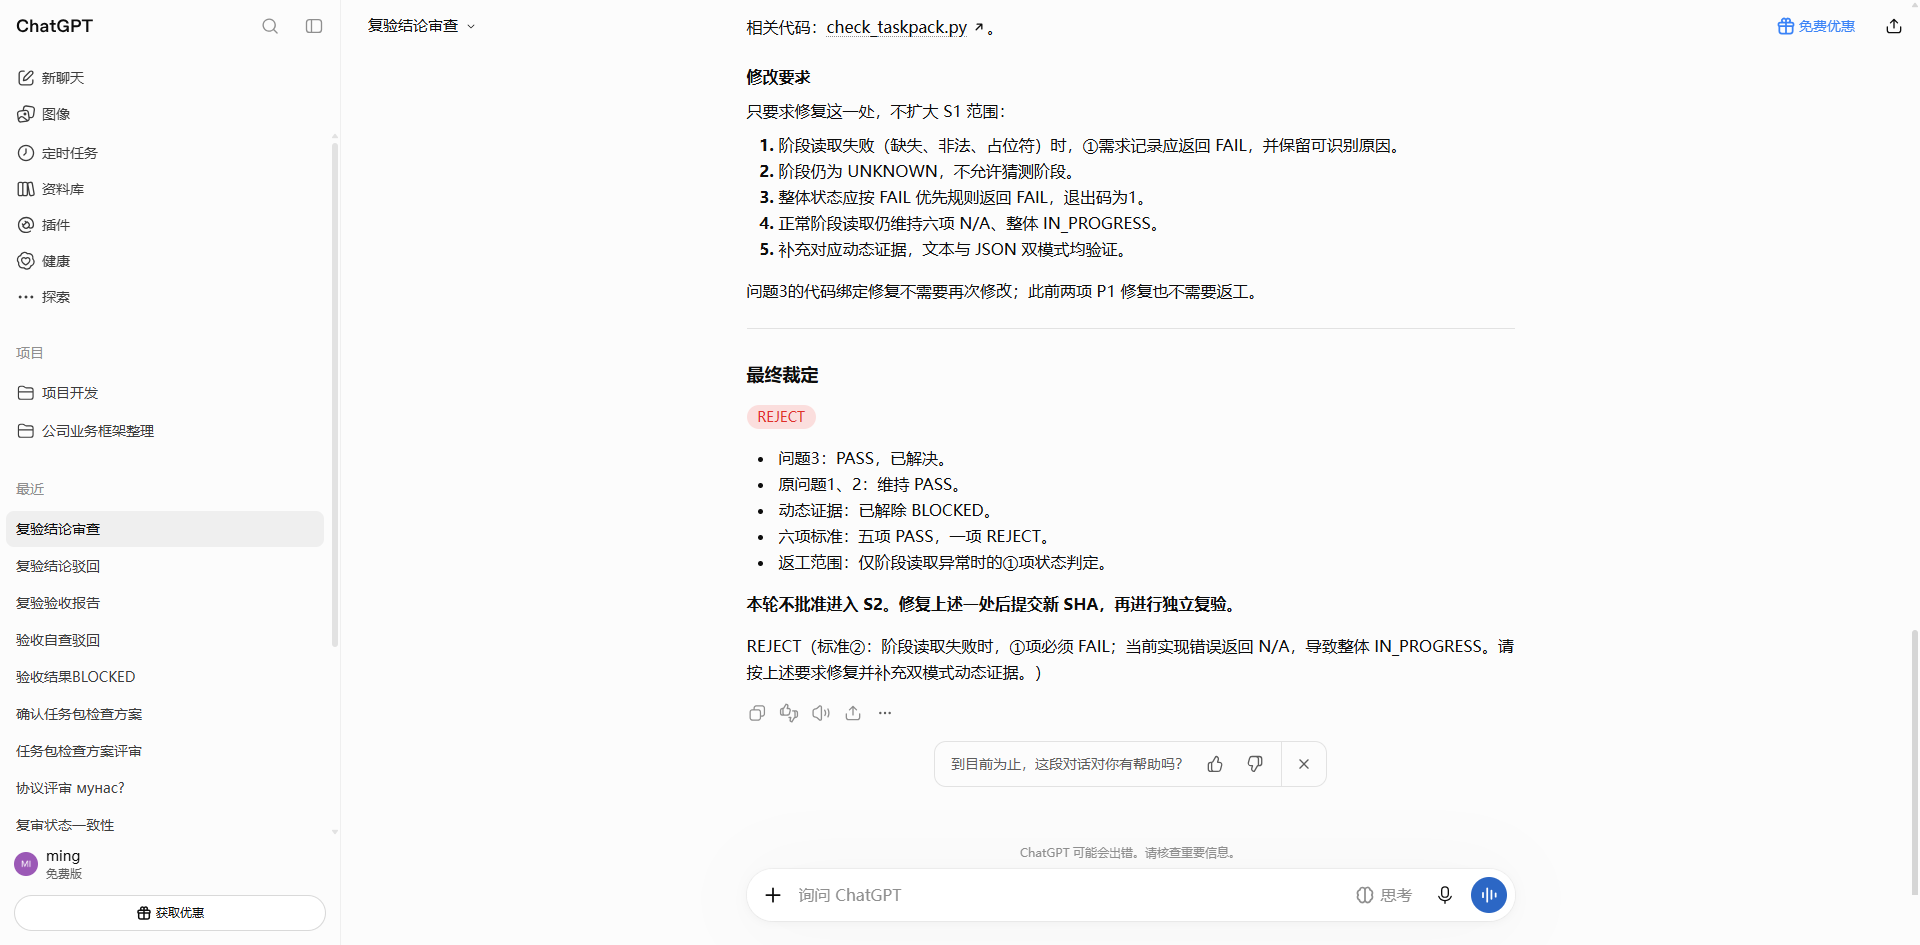 ChatGPT
新聊天
图像
定时任务
资料库
插件
健康
探索
项目
项目开发
公司业务框架整理
最近
复验结论审查
复验结论驳回
复验验收报告
验收自查驳回
验收结果BLOCKED
确认任务包检查方案
任务包检查方案评审
协议评审 мунас?
复审状态一致性
MI
ming
免费版
获取优惠
复验结论审查
免费优惠
相关代码：check_taskpack.py 。
修改要求
只要求修复这一处，不扩大 S1 范围：
1. 阶段读取失败（缺失、非法、占位符）时，①需求记录应返回 FAIL，并保留可识别原因。
2. 阶段仍为 UNKNOWN，不允许猜测阶段。
3. 整体状态应按 FAIL 优先规则返回 FAIL，退出码为1。
4. 正常阶段读取仍维持六项 N/A、整体 IN_PROGRESS。
5. 补充对应动态证据，文本与 JSON 双模式均验证。
问题3的代码绑定修复不需要再次修改；此前两项 P1 修复也不需要返工。
最终裁定
REJECT
• 问题3：PASS，已解决。
• 原问题1、2：维持 PASS。
• 动态证据：已解除 BLOCKED。
• 六项标准：五项 PASS，一项 REJECT。
• 返工范围：仅阶段读取异常时的①项状态判定。
本轮不批准进入 S2。修复上述一处后提交新 SHA，再进行独立复验。
REJECT（标准②：阶段读取失败时，①项必须 FAIL；当前实现错误返回 N/A，导致整体 IN_PROGRESS。请
按上述要求修复并补充双模式动态证据。）
到目前为止，这段对话对你有帮助吗？
ChatGPT 可能会出错。请核查重要信息。
询问 ChatGPT
思考